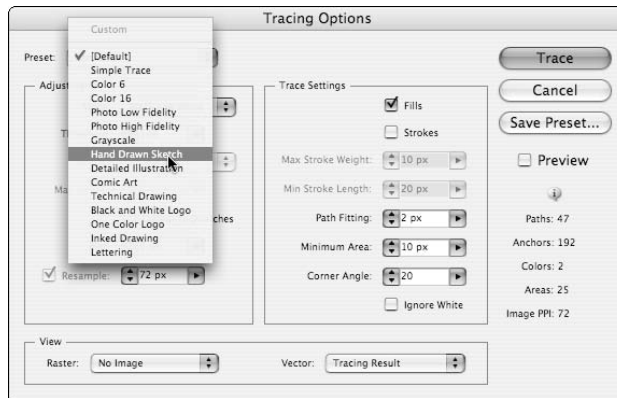 Tracing Options
Custom
Preset:
[Default]
Simple Trace
Color 6
Color 16
Photo Low Fidelity
Photo High Fidelity
Grayscale
Hand Drawn Sketch
Detailed Illustration
Comic Art
Technical Drawing
Black and White Logo
One Color Logo
Inked Drawing
Lettering
Resample: 72 px
Trace Settings
Fills
Strokes
Max Stroke Weight: 10 px
Min Stroke Length: 20 px
Path Fitting: 2 px
Minimum Area: 10 px
Corner Angle: 20
Ignore White
View
Raster: No Image
Vector: Tracing Result
Trace
Cancel
Save Preset...
Preview
Paths: 47
Anchors: 192
Colors: 2
Areas: 25
Image PPI: 72